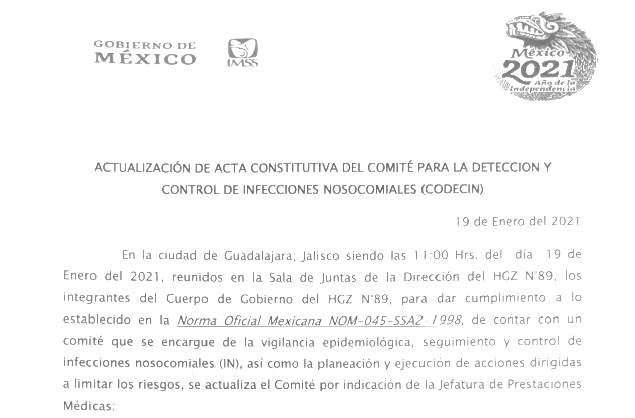 GOBIERNO DE
MÉXICO
IMSS
México
2021
Año de la
Independencia
ACTUALIZACIÓN DE ACTA CONSTITUTIVA DEL COMITÉ PARA LA DETECCION Y
CONTROL DE INFECCIONES NOSOCOMIALES (CODECIN)
19 de Enero del 2021
En la ciudad de Guadalajara; Jalisco siendo las 11:00 Hrs. del día 19 de
Enero del 2021, reunidos en la Sala de Juntas de la Dirección del HGZ N°89, los
integrantes del Cuerpo de Gobierno del HGZ N°89, para dar cumplimiento a lo
establecido en la Norma Oficial Mexicana NOM-045-SSA2 1998, de contar con un
comité que se encargue de la vigilancia epidemiológica, seguimiento y control de
infecciones nosocomiales (IN), así como la planeación y ejecución de acciones dirigidas
a limitar los riesgos, se actualiza el Comité por indicación de la Jefatura de Prestaciones
Médicas: